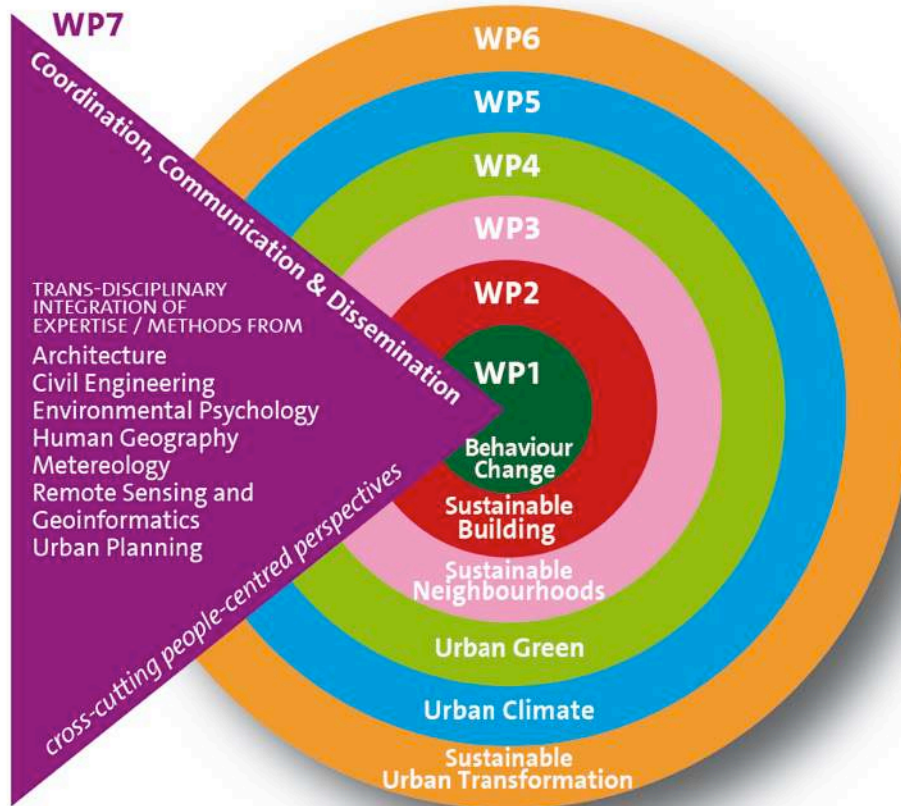 WP7
Coordination, Communication & Dissemination
TRANS-DISCIPLINARY
INTEGRATION OF
EXPERTISE / METHODS FROM
Architecture
Civil Engineering
Environmental Psychology
Human Geography
Metereology
Remote Sensing and
Geoinformatics
Urban Planning
cross-cutting people-centred perspectives
WP6
WP5
WP4
WP3
WP2
WP1
Behaviour
Change
Sustainable
Building
Sustainable
Neighbourhoods
Urban Green
Urban Climate
Sustainable
Urban Transformation